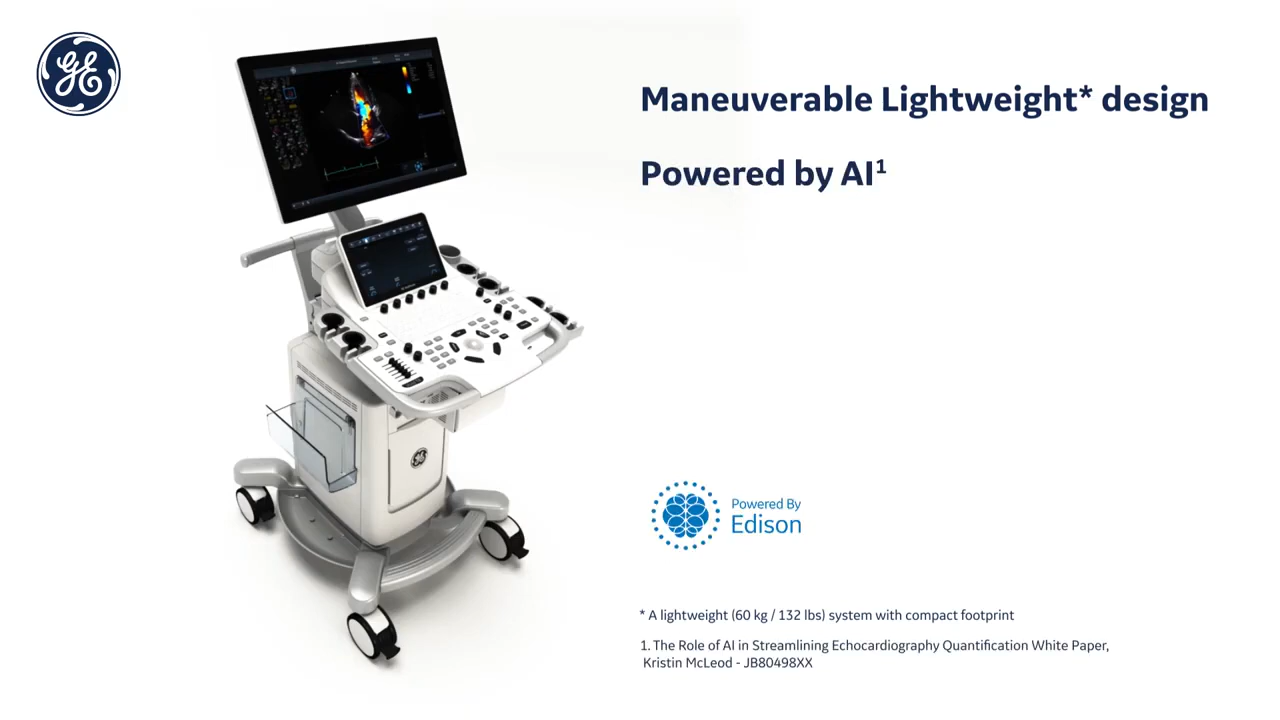 GE
Maneuverable Lightweight* design
Powered by AI¹
Powered By
Edison
* A lightweight (60 kg / 132 lbs) system with compact footprint
1. The Role of AI in Streamlining Echocardiography Quantification White Paper,
Kristin McLeod - JB80498XX